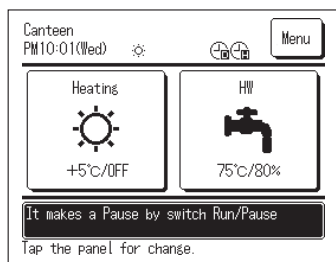 Canteen
PM10:01(Wed)
Menu
Heating
+5°c/OFF
HW
75°c/80%
It makes a Pause by switch Run/Pause
Tap the panel for change.